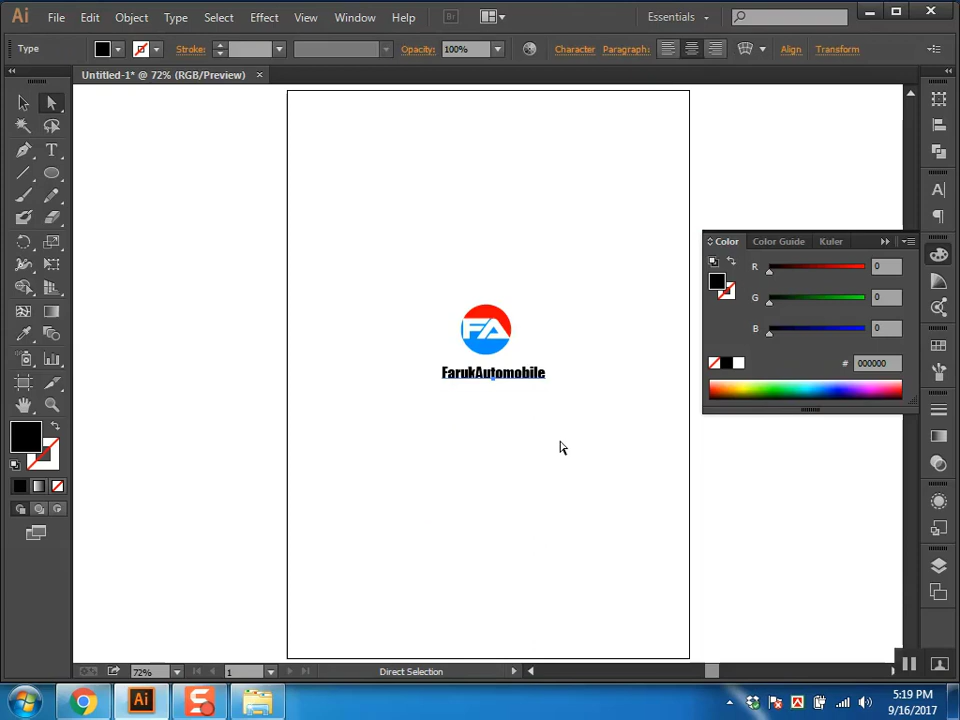 Ai File Edit Object Type Select Effect View Window Help Br Essentials
Type Stroke: Opacity: 100% Character Paragraph: Align Transform
Untitled-1* @ 72% (RGB/Preview) ×
FA
FarukAutomobile
Color Color Guide Kuler
R 0
G 0
B 0
# 000000
72% 1 Direct Selection
Ai S 5:19 PM
9/16/2017